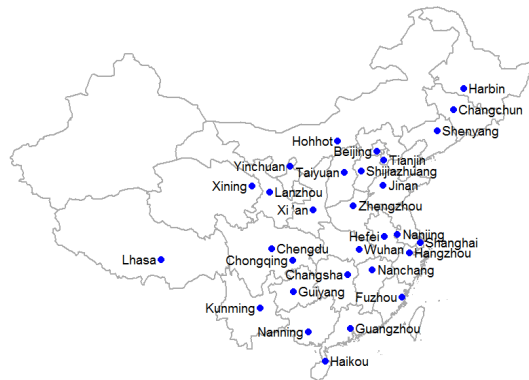 Harbin
Changchun
Shenyang
Hohhot
Beijing
Tianjin
Yinchuan
Taiyuan
Shijiazhuang
Xining
Lanzhou
Jinan
Xi'an
Zhengzhou
Hefei
Nanjing
Shanghai
Chengdu
Wuhan
Hangzhou
Lhasa
Chongqing
Changsha
Nanchang
Guiyang
Fuzhou
Kunming
Nanning
Guangzhou
Haikou